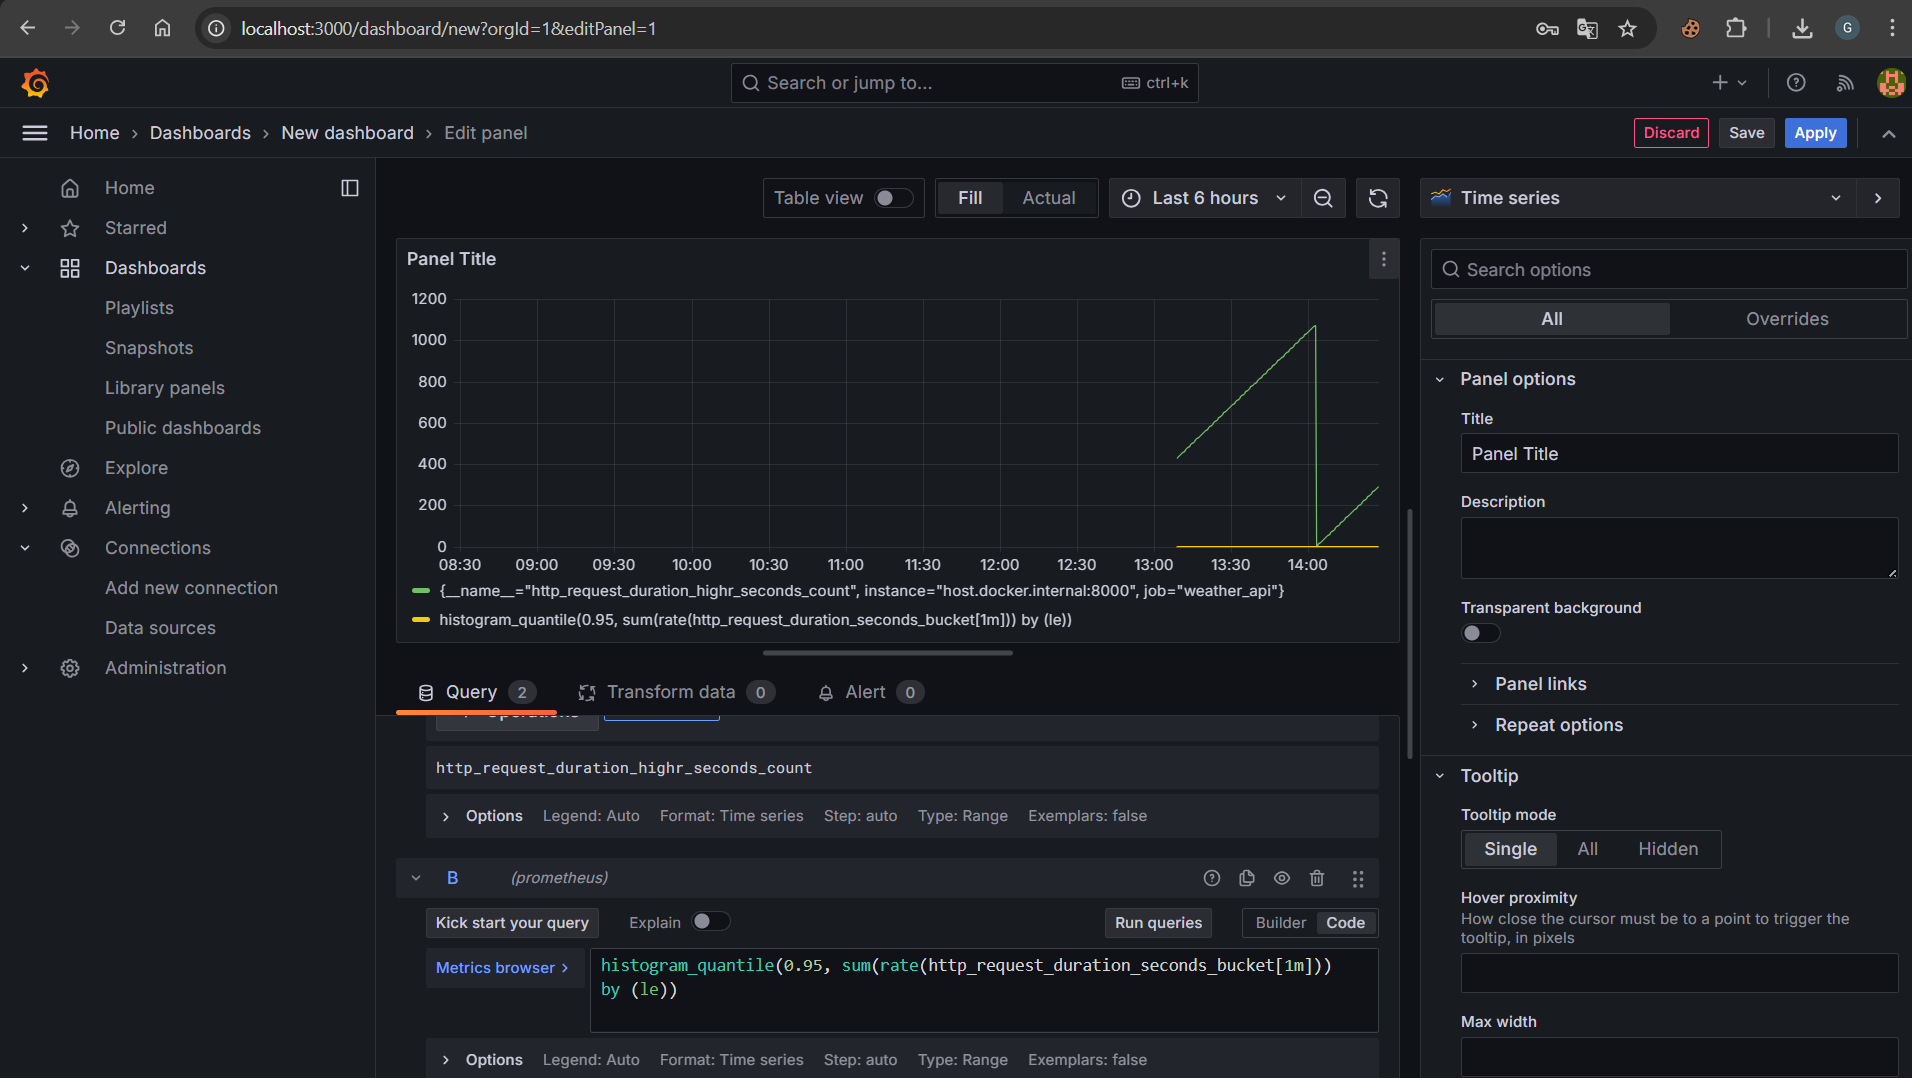 localhost:3000/dashboard/new?orgId=1&editPanel=1
G
Search or jump to...
ctrl+k
Home › Dashboards › New dashboard › Edit panel
Discard
Save
Apply
Home
Starred
Dashboards
Playlists
Snapshots
Library panels
Public dashboards
Explore
Alerting
Connections
Add new connection
Data sources
Administration
Table view
Fill
Actual
Last 6 hours
Panel Title
1200
1000
800
600
400
200
0
08:30 09:00 09:30 10:00 10:30 11:00 11:30 12:00 12:30 13:00 13:30 14:00
{__name__="http_request_duration_highr_seconds_count", instance="host.docker.internal:8000", job="weather_api"}
histogram_quantile(0.95, sum(rate(http_request_duration_seconds_bucket[1m])) by (le))
Query 2
Transform data 0
Alert 0
Operations
http_request_duration_highr_seconds_count
Options Legend: Auto Format: Time series Step: auto Type: Range Exemplars: false
B (prometheus)
Kick start your query
Explain
Run queries
Builder
Code
Metrics browser >
histogram_quantile(0.95, sum(rate(http_request_duration_seconds_bucket[1m]))
by (le))
Options Legend: Auto Format: Time series Step: auto Type: Range Exemplars: false
Time series
Search options
All
Overrides
Panel options
Title
Panel Title
Description
Transparent background
Panel links
Repeat options
Tooltip
Tooltip mode
Single
All
Hidden
Hover proximity
How close the cursor must be to a point to trigger the
tooltip, in pixels
Max width